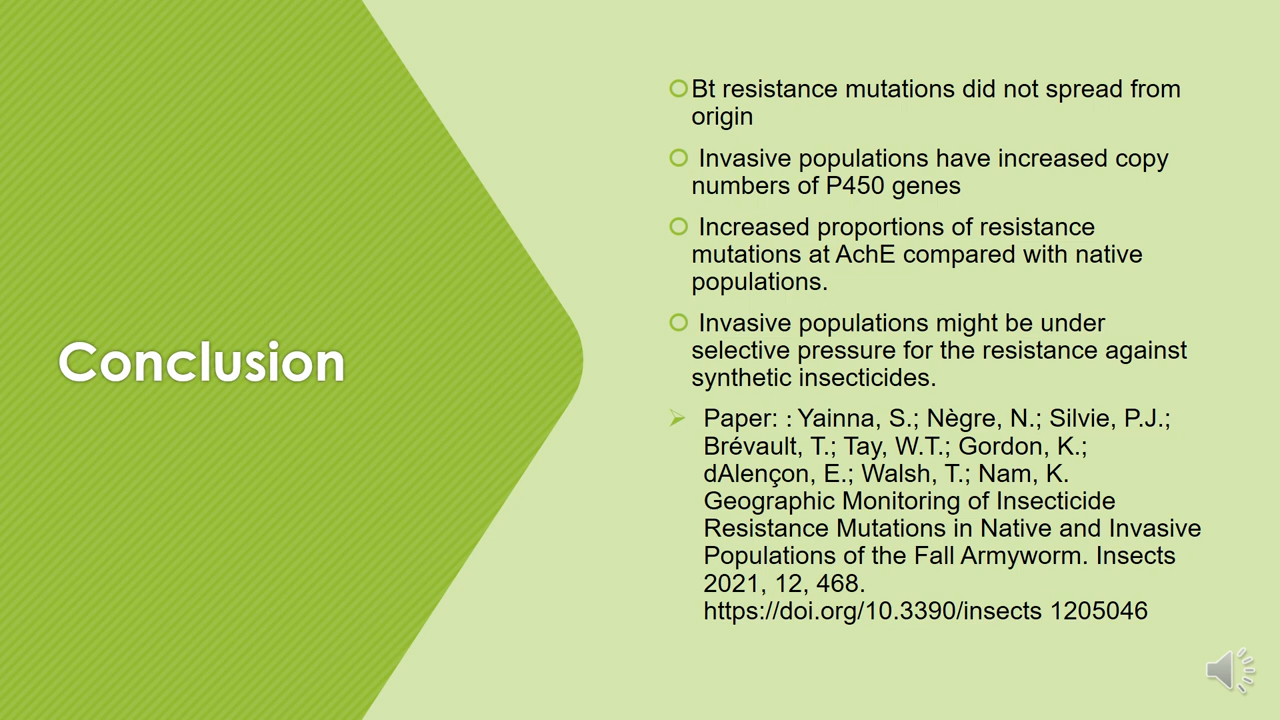 Conclusion
Bt resistance mutations did not spread from
origin
Invasive populations have increased copy
numbers of P450 genes
Increased proportions of resistance
mutations at AchE compared with native
populations.
Invasive populations might be under
selective pressure for the resistance against
synthetic insecticides.
Paper: : Yainna, S.; Nègre, N.; Silvie, P.J.;
Brévault, T.; Tay, W.T.; Gordon, K.;
dAlençon, E.; Walsh, T.; Nam, K.
Geographic Monitoring of Insecticide
Resistance Mutations in Native and Invasive
Populations of the Fall Armyworm. Insects
2021, 12, 468.
https://doi.org/10.3390/insects 1205046